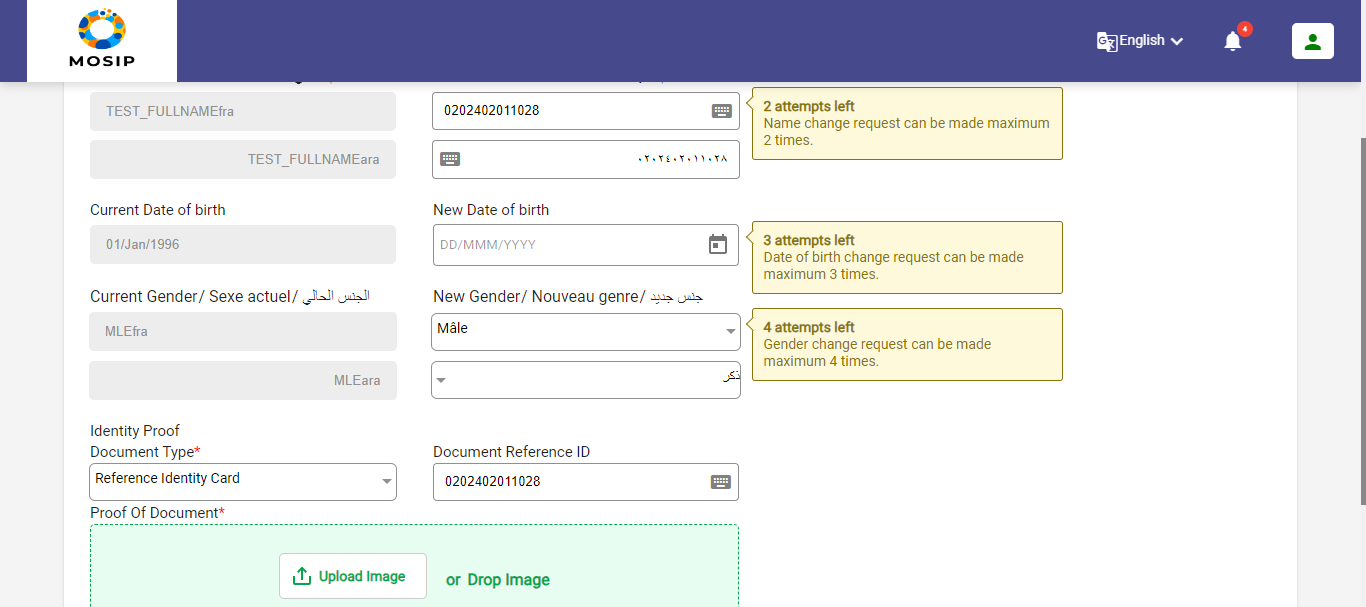 MOSIP
English
4
TEST_FULLNAMEfra
0202402011028
2 attempts left
Name change request can be made maximum
2 times.
TEST_FULLNAMEara
٠٢٠٢٤٠٢٠١١٠٢٨
Current Date of birth
New Date of birth
01/Jan/1996
DD/MMM/YYYY
3 attempts left
Date of birth change request can be made
maximum 3 times.
Current Gender/ Sexe actuel/ الجنس الحالي
New Gender/ Nouveau genre/ جنس جديد
MLEfra
Mâle
4 attempts left
Gender change request can be made
maximum 4 times.
MLEara
ذكر
Identity Proof
Document Type*
Document Reference ID
Reference Identity Card
0202402011028
Proof Of Document*
Upload Image
or Drop Image